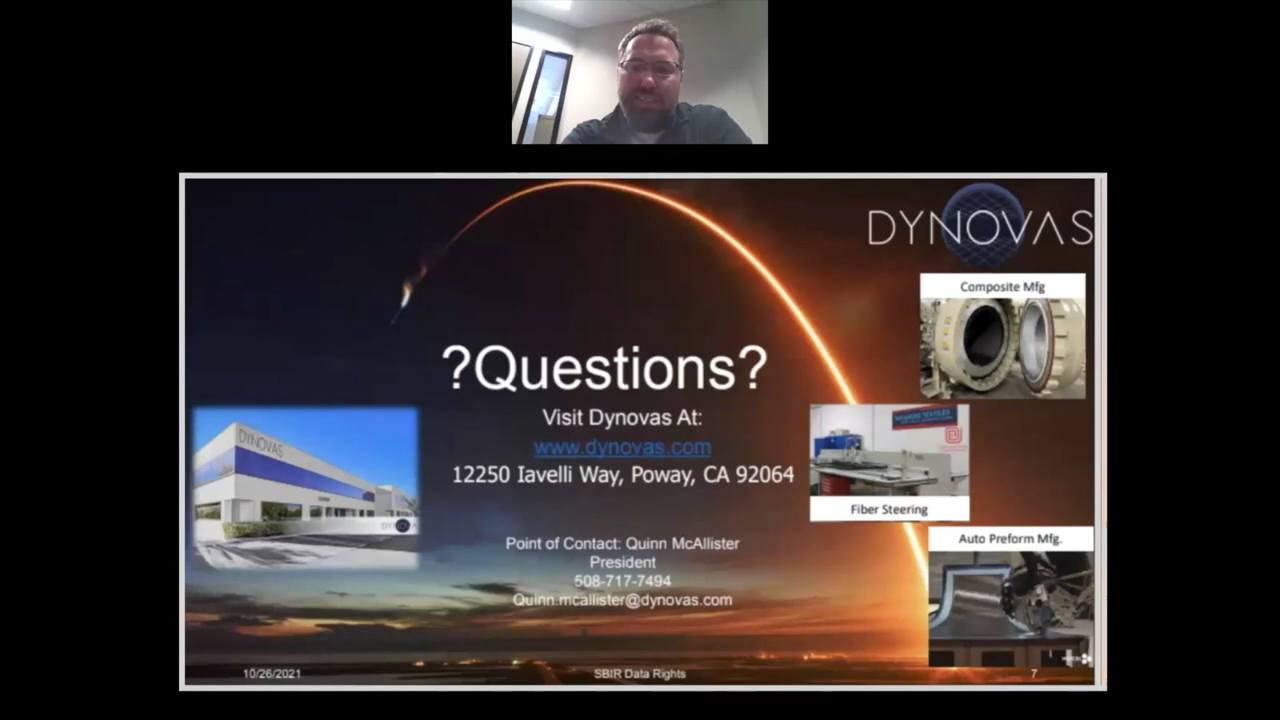 DYNOVAS
Composite Mfg
?Questions?
Visit Dynovas At:
www.dynovas.com
12250 Iavelli Way, Poway, CA 92064
DYNOVAS
Fiber Steering
Auto Preform Mfg.
Point of Contact: Quinn McAllister
President
508-717-7494
Quinn.mcallister@dynovas.com
10/26/2021
SBIR Data Rights
7